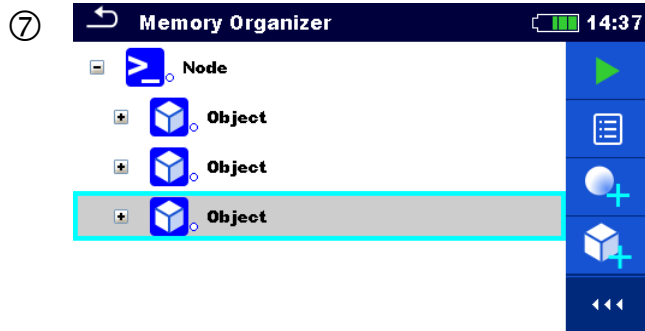 ⑦
Memory Organizer 14:37
Node
Object
Object
Object